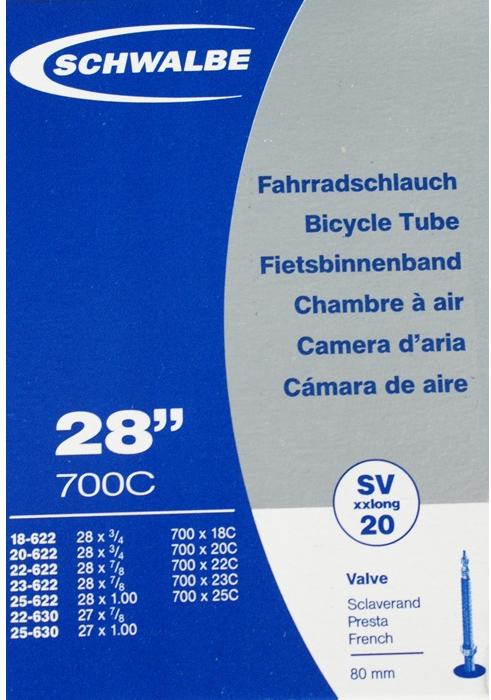 SCHWALBE
Fahrradschlauch
Bicycle Tube
Fietsbinnenband
Chambre à air
Camera d'aria
Cámara de aire
28"
700C
18-622 28 x 3/4 700 x 18C
20-622 28 x 3/4 700 x 20C
22-622 28 x 7/8 700 x 22C
23-622 28 x 7/8 700 x 23C
25-622 28 x 1.00 700 x 25C
22-630 27 x 7/8
25-630 27 x 1.00
SV
xxlong
20
Valve
Sclaverand
Presta
French
80 mm